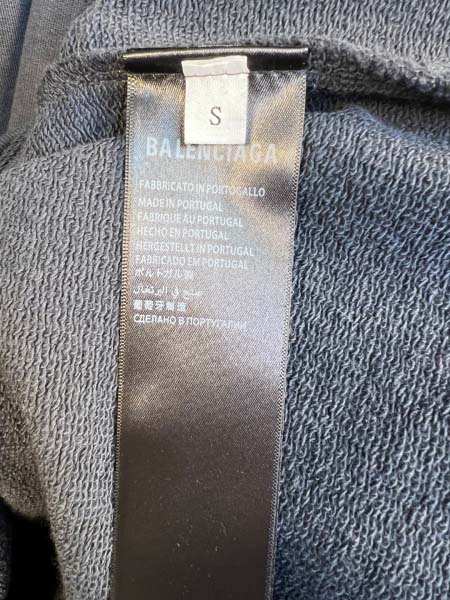 S
BALENCIAGA
FABBRICATO IN PORTOGALLO
MADE IN PORTUGAL
FABRIQUE AU PORTUGAL
HECHO EN PORTUGAL
HERGESTELLT IN PORTUGAL
FABRICADO EM PORTUGAL
ポルトガル製
صنع في البرتغال
葡萄牙制造
СДЕЛАНО В ПОРТУГАЛИИ